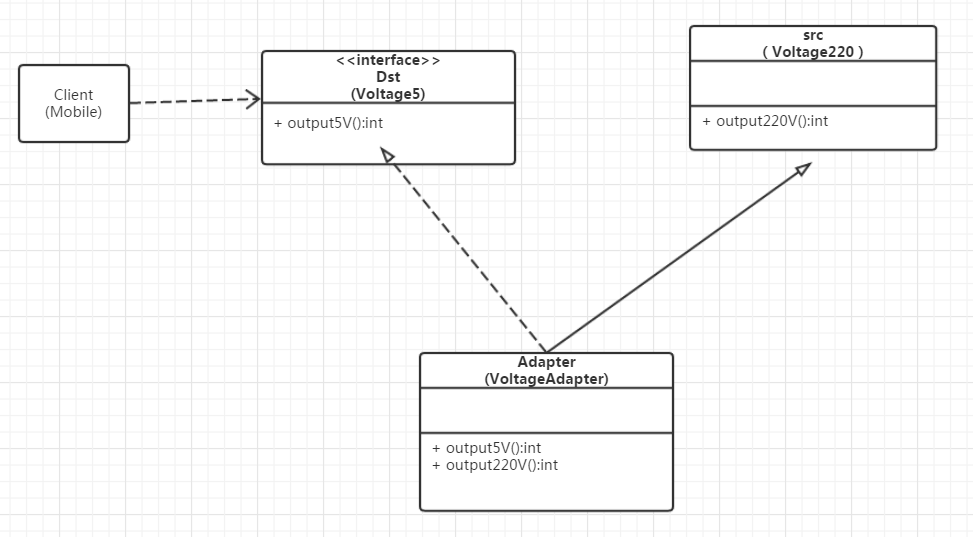 Client
(Mobile)
<<interface>>
Dst
(Voltage5)
+ output5V():int
src
( Voltage220 )
+ output220V():int
Adapter
(VoltageAdapter)
+ output5V():int
+ output220V():int